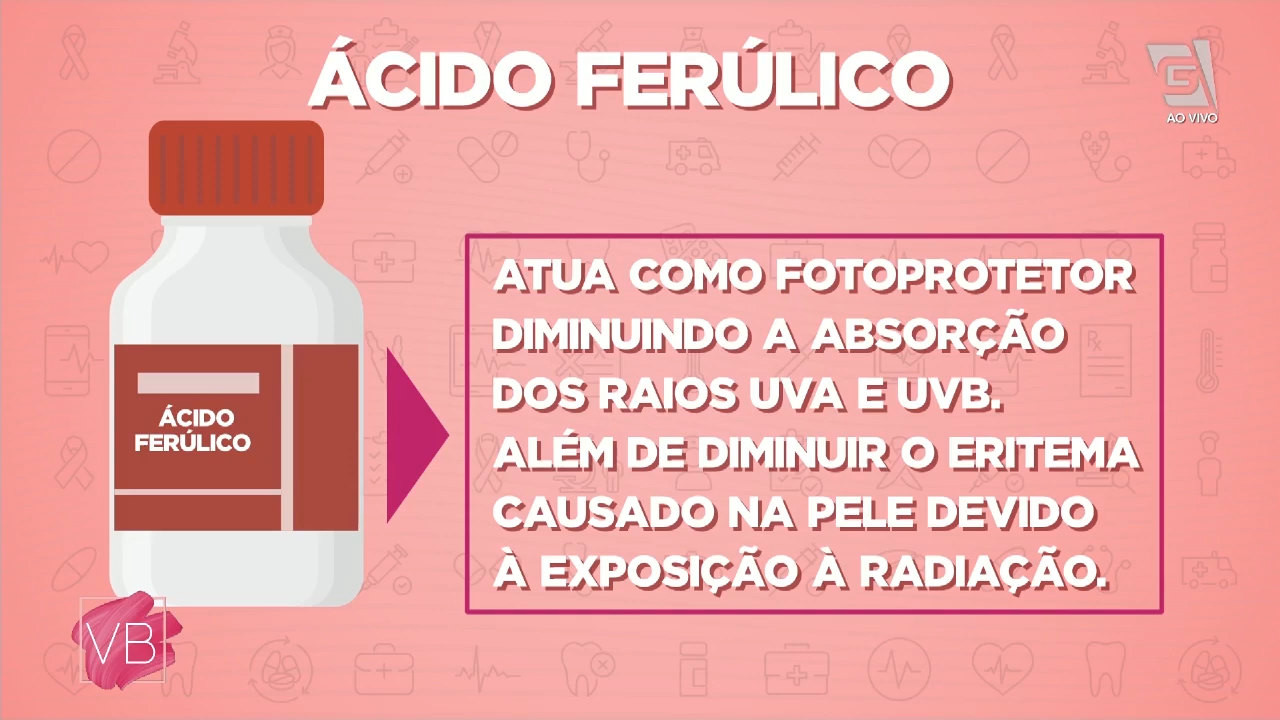 ÁCIDO FERÚLICO
G
AO VIVO
ÁCIDO
FERÚLICO
ATUA COMO FOTOPROTETOR
DIMINUINDO A ABSORÇÃO
DOS RAIOS UVA E UVB.
ALÉM DE DIMINUIR O ERITEMA
CAUSADO NA PELE DEVIDO
À EXPOSIÇÃO À RADIAÇÃO.
VB